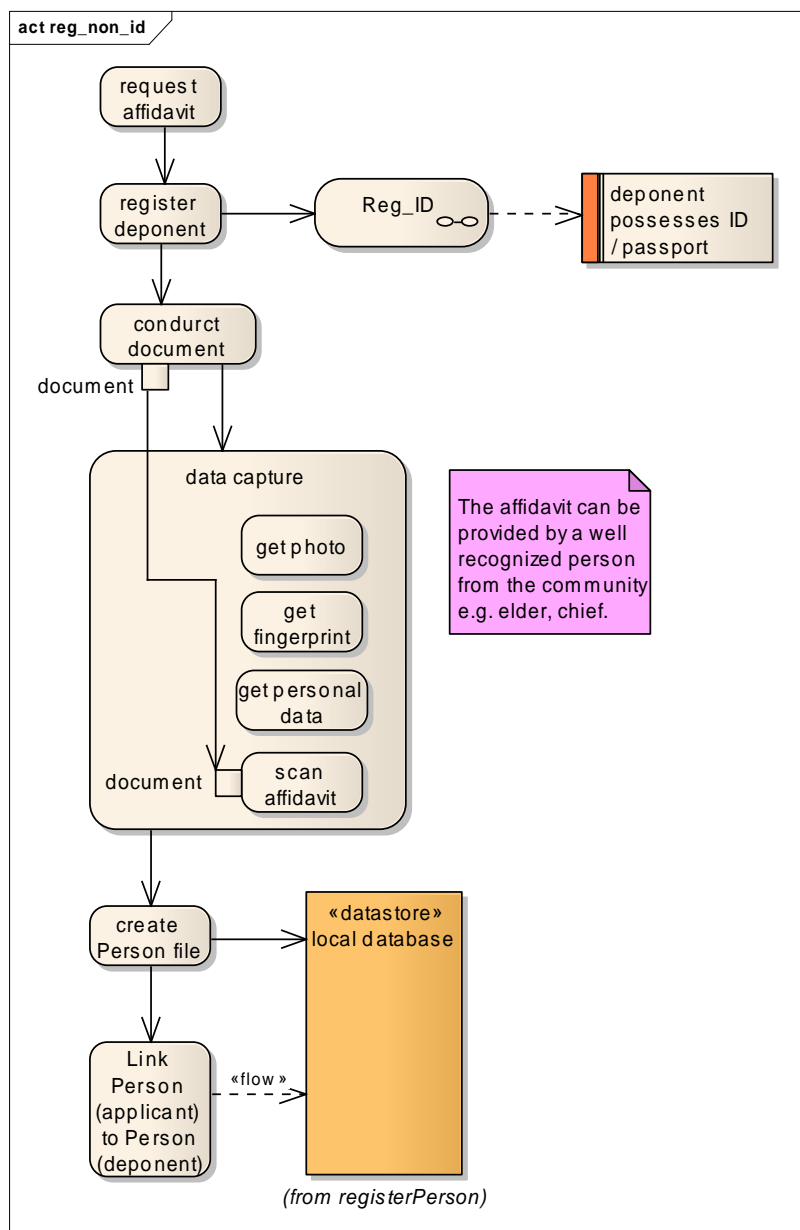 act reg_non_id
request
affidavit
register
deponent
Reg_ID
deponent
possesses ID
/ passport
condurct
document
document
data capture
get photo
get
fingerprint
get personal
data
document
scan
affidavit
The affidavit can be
provided by a well
recognized person
from the community
e.g. elder, chief.
create
Person file
«datastore»
local database
Link
Person
(applicant)
to Person
(deponent)
«flow»
(from registerPerson)